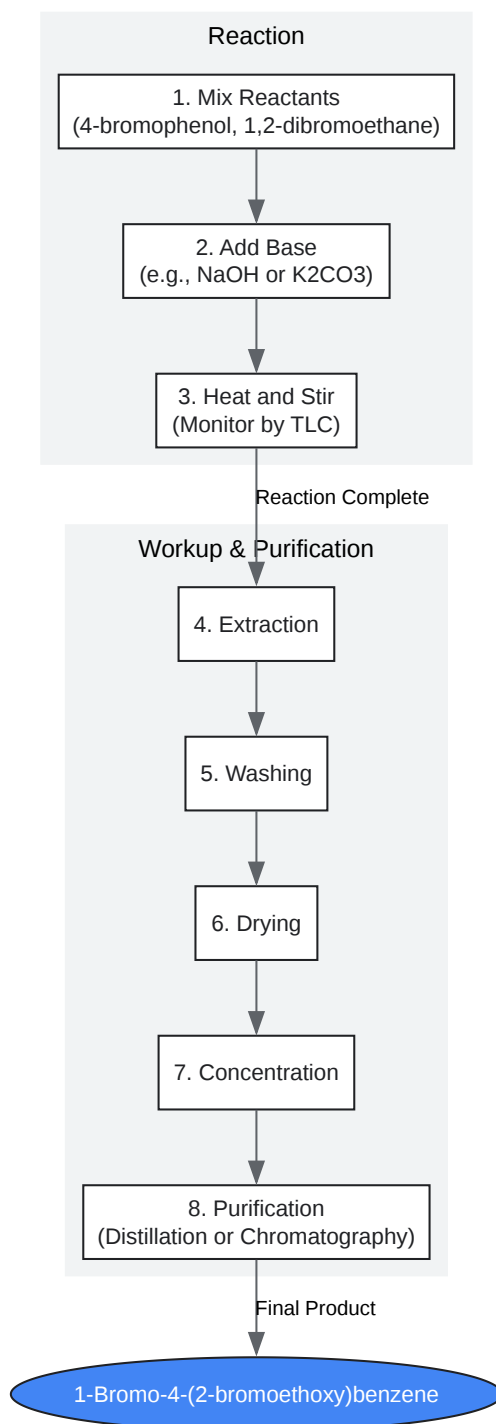 Reaction
1. Mix Reactants
(4-bromophenol, 1,2-dibromoethane)
2. Add Base
(e.g., NaOH or K2CO3)
3. Heat and Stir
(Monitor by TLC)
Reaction Complete
Workup & Purification
4. Extraction
5. Washing
6. Drying
7. Concentration
8. Purification
(Distillation or Chromatography)
Final Product
1-Bromo-4-(2-bromoethoxy)benzene